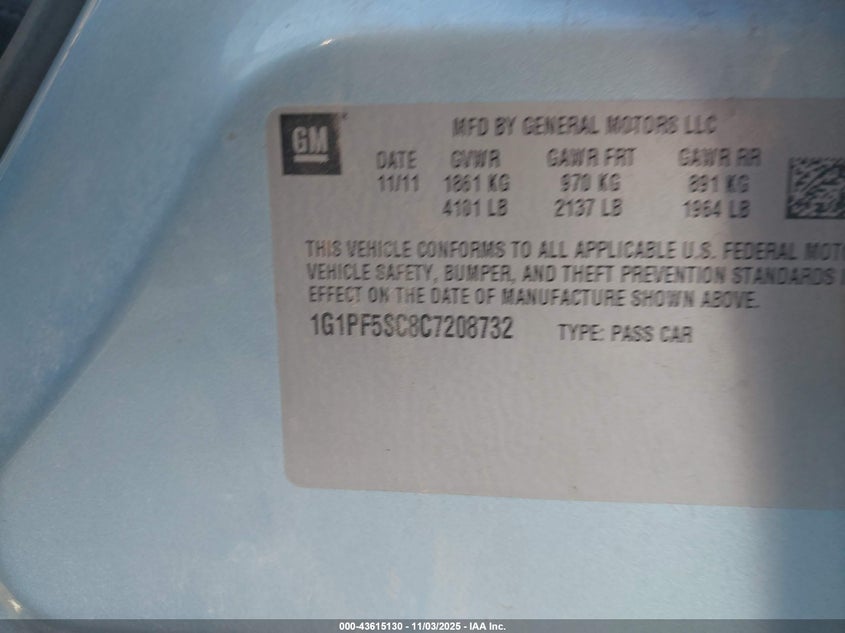 GM
MFD BY GENERAL MOTORS LLC
DATE GVWR GAWR FRT GAWR RR
11/11 1861 KG 970 KG 891 KG
4101 LB 2137 LB 1964 LB
THIS VEHICLE CONFORMS TO ALL APPLICABLE U.S. FEDERAL MOT
VEHICLE SAFETY, BUMPER, AND THEFT PREVENTION STANDARDS I
EFFECT ON THE DATE OF MANUFACTURE SHOWN ABOVE.
1G1PF5SC8C7208732 TYPE: PASS CAR
000-43615130 - 11/03/2025 - IAA Inc.